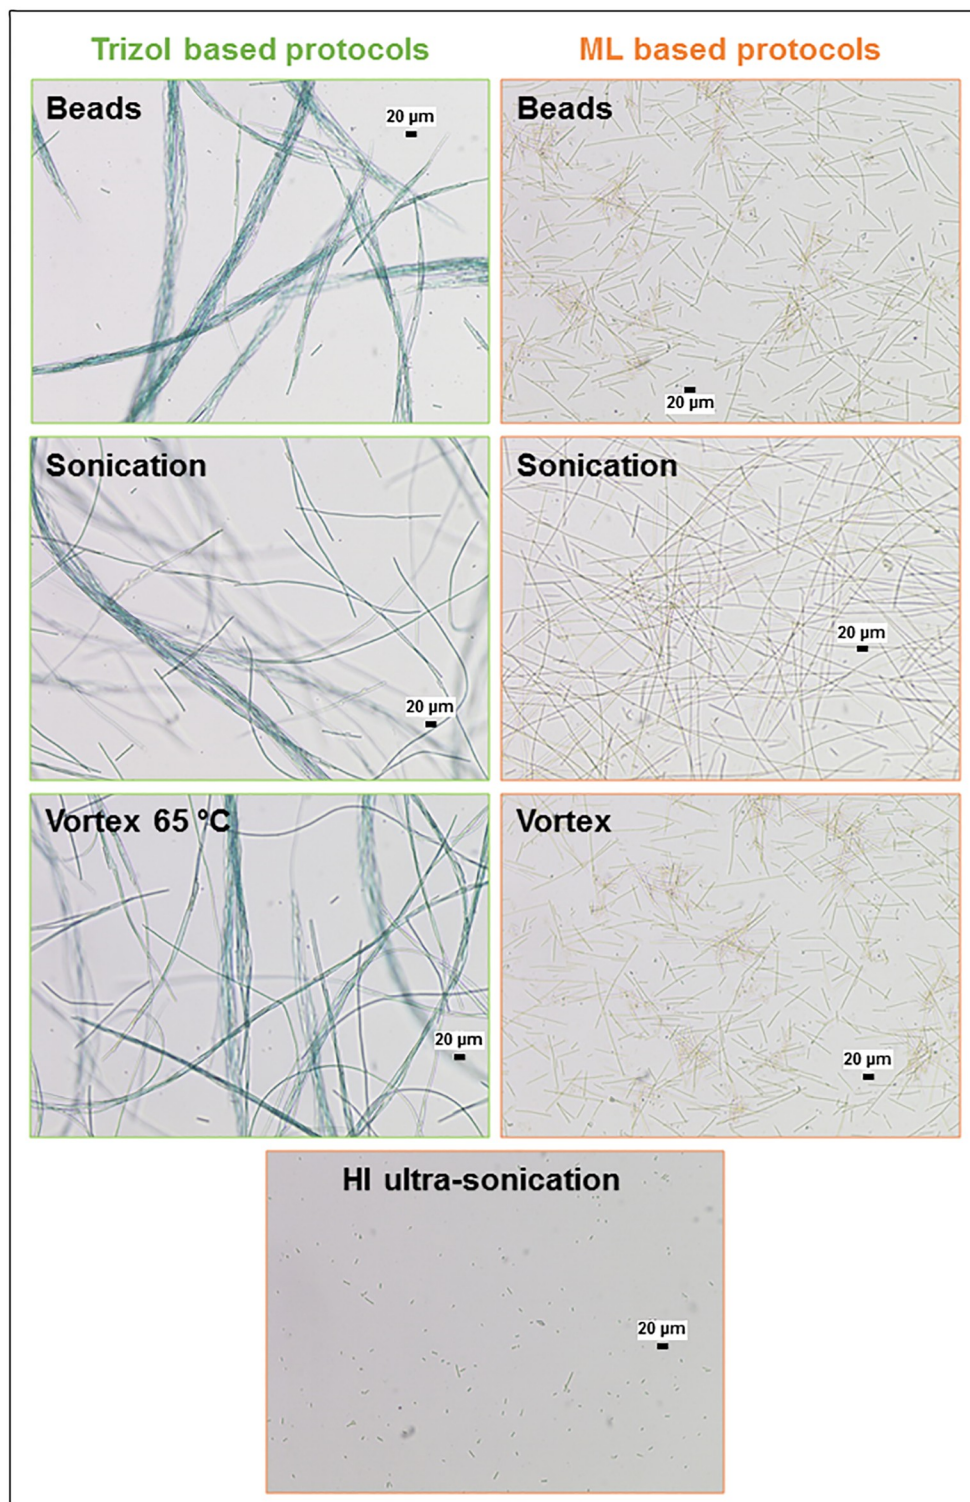 Trizol based protocols
ML based protocols
Beads
20 µm
Beads
20 µm
Sonication
20 µm
Sonication
20 µm
Vortex 65 ºC
20 µm
Vortex
20 µm
HI ultra-sonication
20 µm